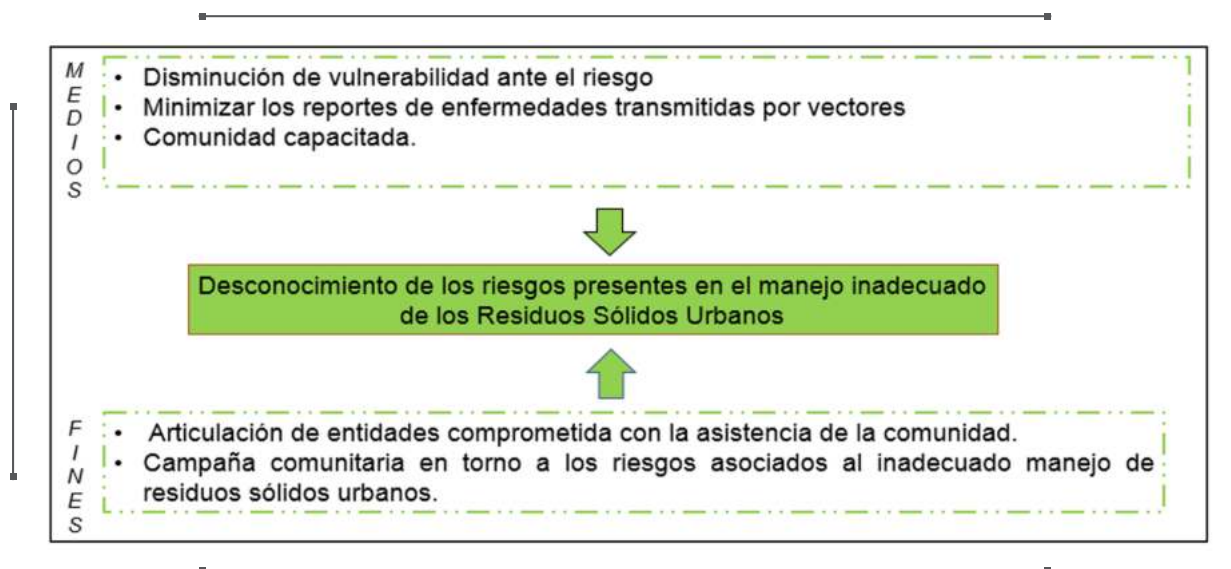 MEDIOS
• Disminución de vulnerabilidad ante el riesgo
• Minimizar los reportes de enfermedades transmitidas por vectores
• Comunidad capacitada.
Desconocimiento de los riesgos presentes en el manejo inadecuado
de los Residuos Sólidos Urbanos
FINES
• Articulación de entidades comprometida con la asistencia de la comunidad.
• Campaña comunitaria en torno a los riesgos asociados al inadecuado manejo de
residuos sólidos urbanos.